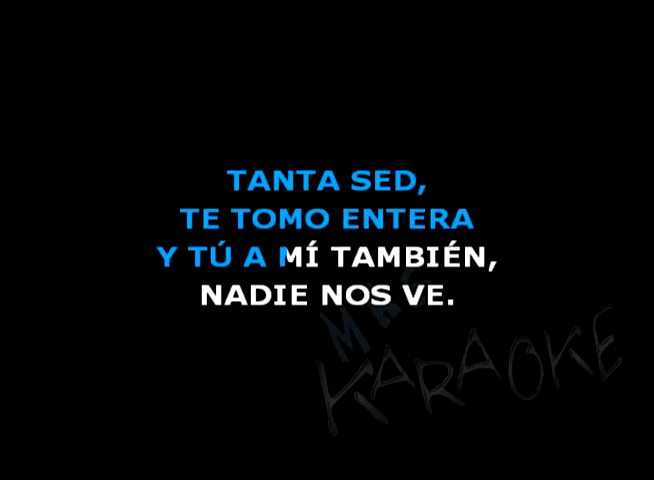 TANTA SED,
TE TOMO ENTERA
Y TÚ A MÍ TAMBIÉN,
NADIE NOS VE.
KARAOKE